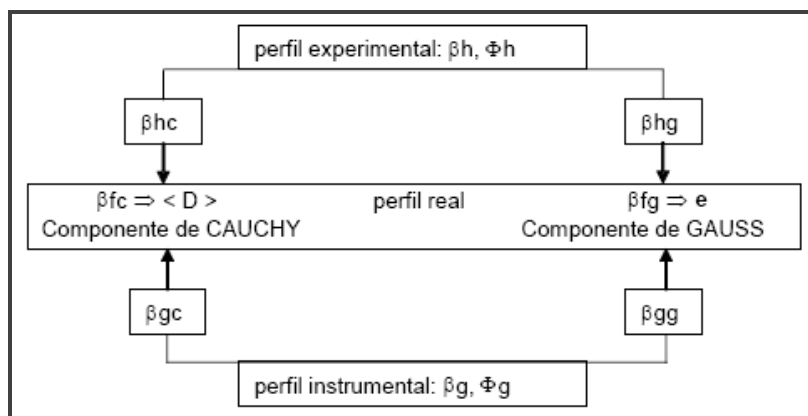 perfil experimental: βh, Φh
βhc
βhg
βfc ⇒ < D > perfil real βfg ⇒ e
Componente de CAUCHY Componente de GAUSS
βgc
βgg
perfil instrumental: βg, Φg